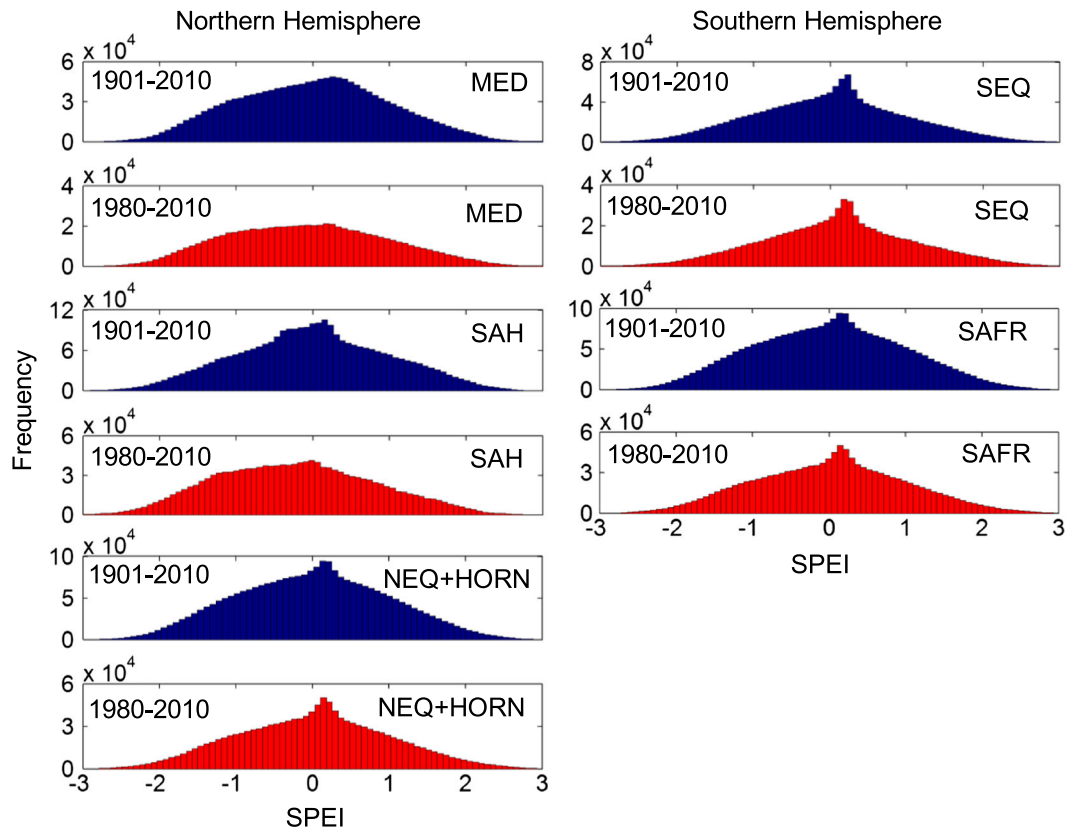 Northern Hemisphere
Southern Hemisphere
x 10^4
6
3
0
1901-2010
MED
x 10^4
4
2
0
1980-2010
MED
x 10^4
12
6
0
1901-2010
SAH
x 10^4
6
3
0
1980-2010
SAH
x 10^4
10
5
0
1901-2010
NEQ+HORN
x 10^4
6
3
0
1980-2010
NEQ+HORN
-3 -2 -1 0 1 2 3
SPEI
Frequency
x 10^4
8
4
0
1901-2010
SEQ
x 10^4
4
2
0
1980-2010
SEQ
x 10^4
10
5
0
1901-2010
SAFR
x 10^4
6
3
0
1980-2010
SAFR
-3 -2 -1 0 1 2 3
SPEI